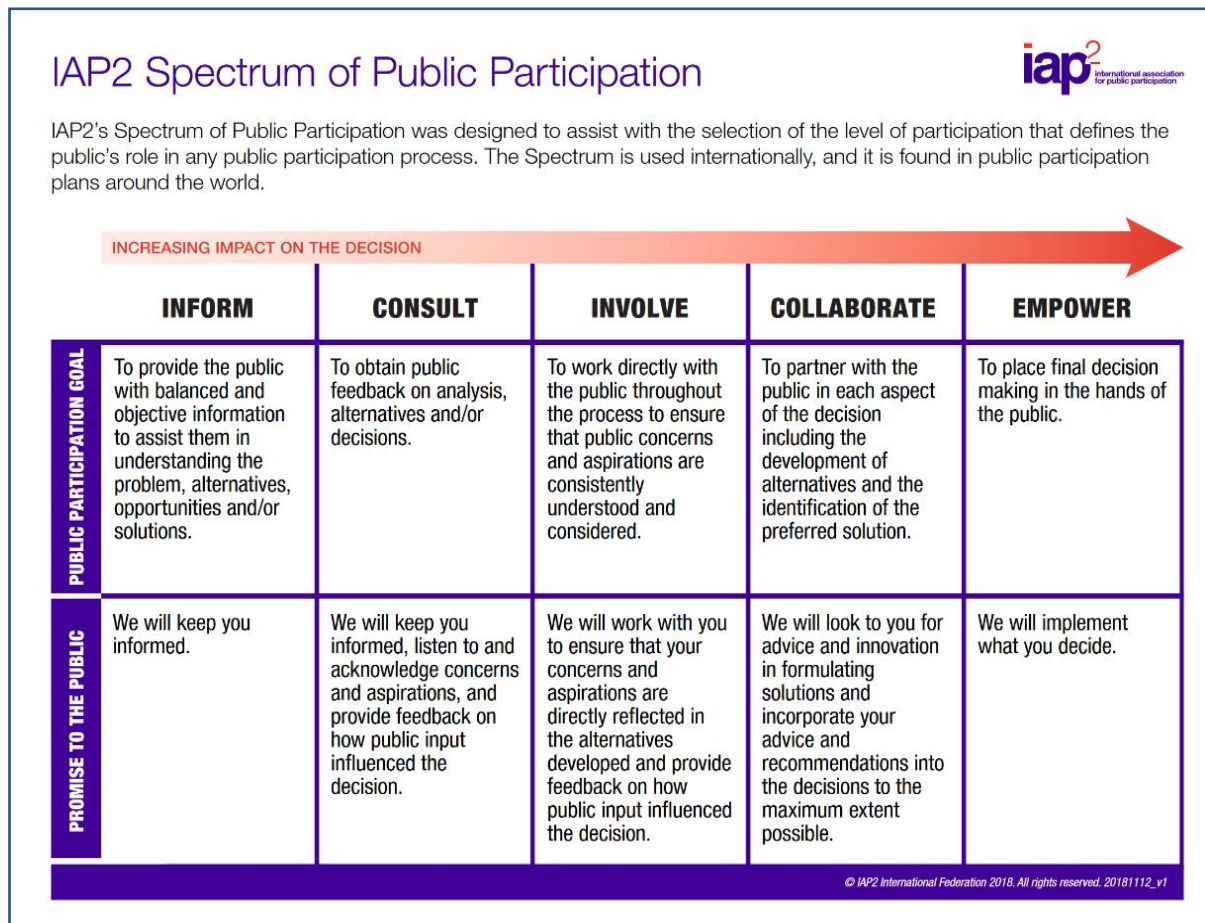 IAP2 Spectrum of Public Participation
iap2
international association
for public participation
IAP2's Spectrum of Public Participation was designed to assist with the selection of the level of participation that defines the
public's role in any public participation process. The Spectrum is used internationally, and it is found in public participation
plans around the world.
INCREASING IMPACT ON THE DECISION
INFORM
CONSULT
INVOLVE
COLLABORATE
EMPOWER
PUBLIC PARTICIPATION GOAL
To provide the public
with balanced and
objective information
to assist them in
understanding the
problem, alternatives,
opportunities and/or
solutions.
To obtain public
feedback on analysis,
alternatives and/or
decisions.
To work directly with
the public throughout
the process to ensure
that public concerns
and aspirations are
consistently
understood and
considered.
To partner with the
public in each aspect
of the decision
including the
development of
alternatives and the
identification of the
preferred solution.
To place final decision
making in the hands of
the public.
PROMISE TO THE PUBLIC
We will keep you
informed.
We will keep you
informed, listen to and
acknowledge concerns
and aspirations, and
provide feedback on
how public input
influenced the
decision.
We will work with you
to ensure that your
concerns and
aspirations are
directly reflected in
the alternatives
developed and provide
feedback on how
public input influenced
the decision.
We will look to you for
advice and innovation
in formulating
solutions and
incorporate your
advice and
recommendations into
the decisions to the
maximum extent
possible.
We will implement
what you decide.
© IAP2 International Federation 2018. All rights reserved. 20181112_v1